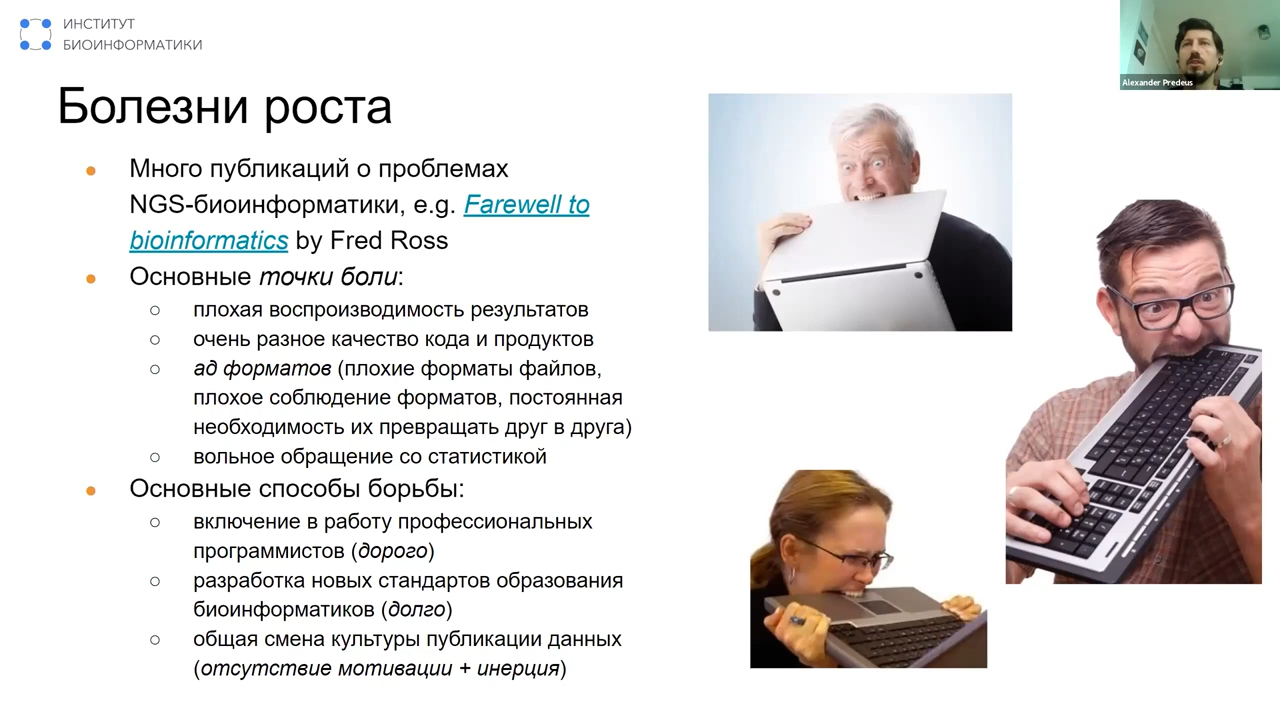 ИНСТИТУТ
БИОИНФОРМАТИКИ
Alexander Predeus
Болезни роста
Много публикаций о проблемах
NGS-биоинформатики, e.g. Farewell to
bioinformatics by Fred Ross
Основные точки боли:
плохая воспроизводимость результатов
очень разное качество кода и продуктов
ад форматов (плохие форматы файлов,
плохое соблюдение форматов, постоянная
необходимость их превращать друг в друга)
вольное обращение со статистикой
Основные способы борьбы:
включение в работу профессиональных
программистов (дорого)
разработка новых стандартов образования
биоинформатиков (долго)
общая смена культуры публикации данных
(отсутствие мотивации + инерция)